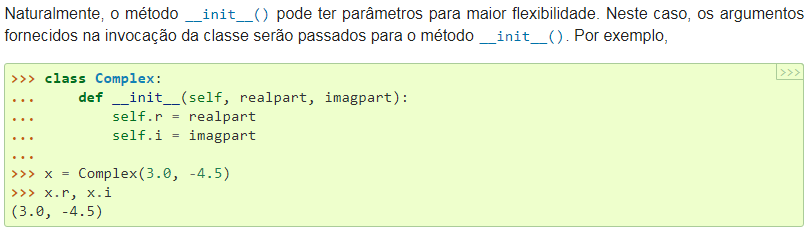 Naturalmente, o método __init__() pode ter parâmetros para maior flexibilidade. Neste caso, os argumentos
fornecidos na invocação da classe serão passados para o método __init__(). Por exemplo,
>>>
>>> class Complex:
...     def __init__(self, realpart, imagpart):
...         self.r = realpart
...         self.i = imagpart
...
>>> x = Complex(3.0, -4.5)
>>> x.r, x.i
(3.0, -4.5)